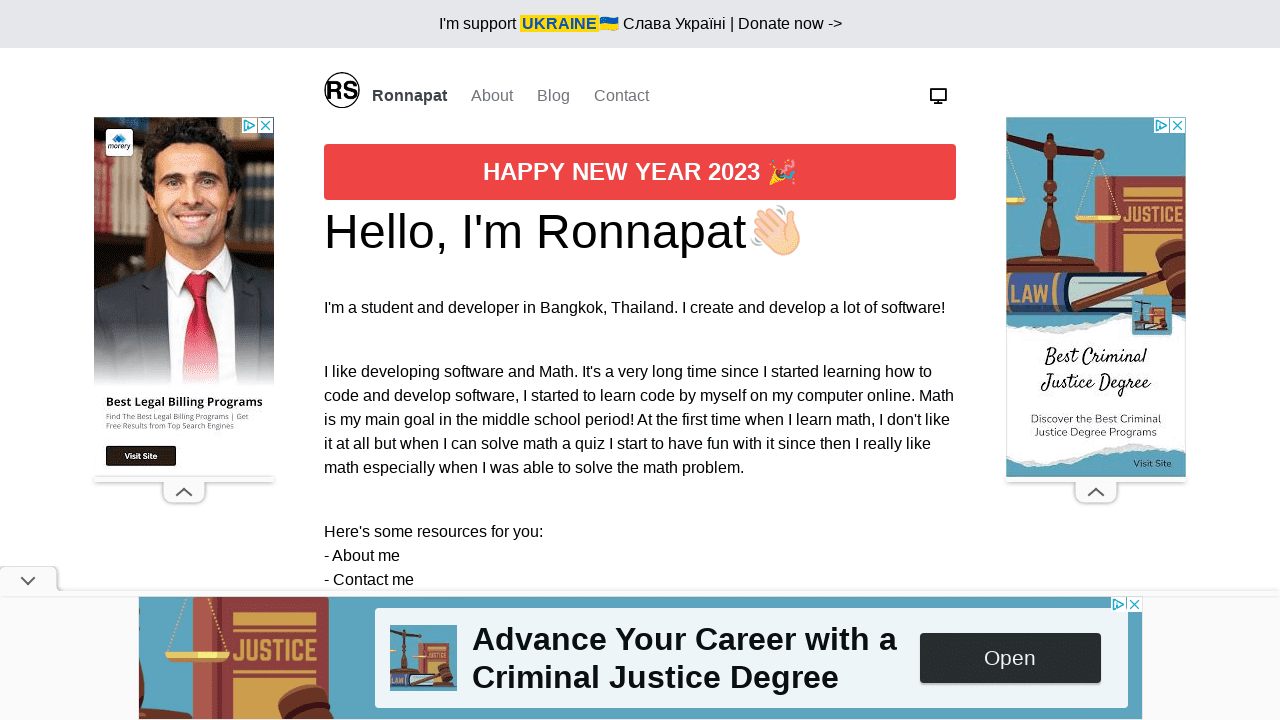 I'm support UKRAINE🇺🇦 Слава Україні | Donate now ->
RS
Ronnapat
About
Blog
Contact
HAPPY NEW YEAR 2023 🎉
Hello, I'm Ronnapat👋🏻
I'm a student and developer in Bangkok, Thailand. I create and develop a lot of software!
I like developing software and Math. It's a very long time since I started learning how to
code and develop software, I started to learn code by myself on my computer online. Math
is my main goal in the middle school period! At the first time when I learn math, I don't like
it at all but when I can solve math a quiz I start to have fun with it since then I really like
math especially when I was able to solve the math problem.
Here's some resources for you:
- About me
- Contact me
morery
Best Legal Billing Programs
Find The Best Legal Billing Programs | Get
Free Results from Top Search Engines
Visit Site
JUSTICE
LAW
Best Criminal
Justice Degree
Discover the Best Criminal
Justice Degree Programs
Visit Site
JUSTICE
Advance Your Career with a
Criminal Justice Degree
Open